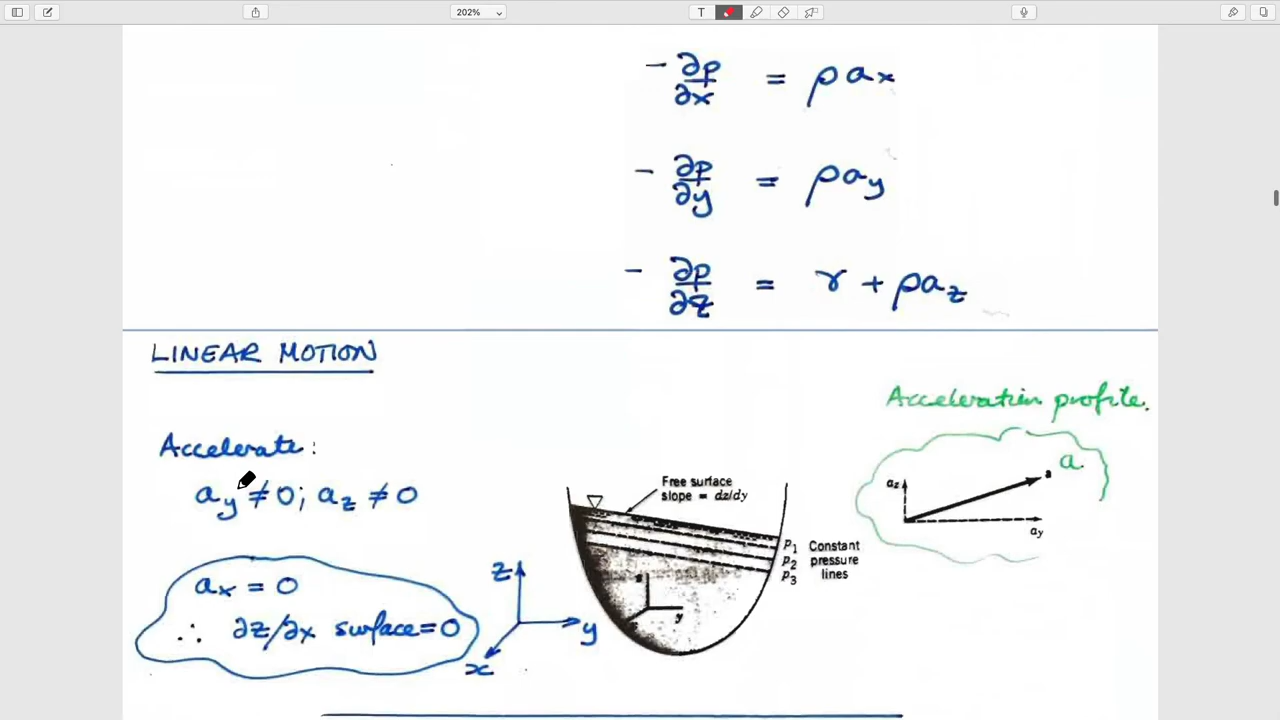 202%
T
- ∂p/∂x = ρax
- ∂p/∂y = ρay
- ∂p/∂z = γ + ρaz
LINEAR MOTION
Acceleration profile.
Accelerate:
ay ≠ 0; az ≠ 0
ax = 0
∴ ∂z/∂x surface = 0
z
y
x
Free surface
slope = dz/dy
p1 Constant
p2 pressure
p3 lines
z
y
az
a
a.
ay